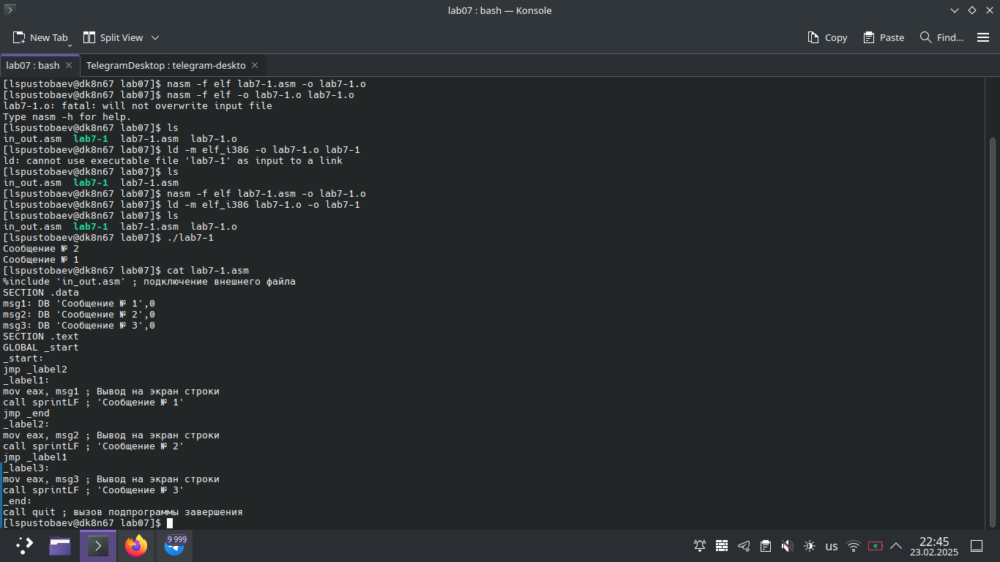 lab07 : bash — Konsole
New Tab
Split View
Copy
Paste
Find...
lab07 : bash
TelegramDesktop : telegram-deskto
[lspustobaev@dk8n67 lab07]$ nasm -f elf lab7-1.asm -o lab7-1.o
[lspustobaev@dk8n67 lab07]$ nasm -f elf -o lab7-1.o lab7-1.o
lab7-1.o: fatal: will not overwrite input file
Type nasm -h for help.
[lspustobaev@dk8n67 lab07]$ ls
in_out.asm  lab7-1  lab7-1.asm  lab7-1.o
[lspustobaev@dk8n67 lab07]$ ld -m elf_i386 -o lab7-1.o lab7-1
ld: cannot use executable file 'lab7-1' as input to a link
[lspustobaev@dk8n67 lab07]$ ls
in_out.asm  lab7-1  lab7-1.asm
[lspustobaev@dk8n67 lab07]$ nasm -f elf lab7-1.asm -o lab7-1.o
[lspustobaev@dk8n67 lab07]$ ld -m elf_i386 lab7-1.o -o lab7-1
[lspustobaev@dk8n67 lab07]$ ls
in_out.asm  lab7-1  lab7-1.asm  lab7-1.o
[lspustobaev@dk8n67 lab07]$ ./lab7-1
Сообщение № 2
Сообщение № 1
[lspustobaev@dk8n67 lab07]$ cat lab7-1.asm
%include 'in_out.asm' ; подключение внешнего файла
SECTION .data
msg1: DB 'Сообщение № 1',0
msg2: DB 'Сообщение № 2',0
msg3: DB 'Сообщение № 3',0
SECTION .text
GLOBAL _start
_start:
jmp _label2
_label1:
mov eax, msg1 ; Вывод на экран строки
call sprintLF ; 'Сообщение № 1'
jmp _end
_label2:
mov eax, msg2 ; Вывод на экран строки
call sprintLF ; 'Сообщение № 2'
jmp _label1
_label3:
mov eax, msg3 ; Вывод на экран строки
call sprintLF ; 'Сообщение № 3'
_end:
call quit ; вызов подпрограммы завершения
[lspustobaev@dk8n67 lab07]$
9 999
us
22:45
23.02.2025